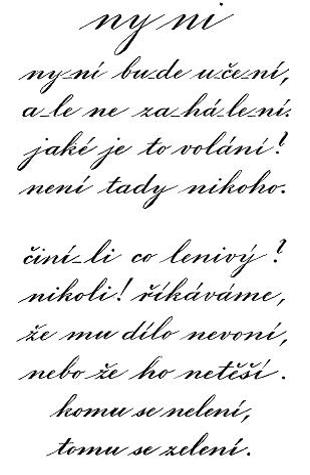 ny ni
ny-ní bu-de u-če-ní,
a-le ne za-há-le-ní.
jaké je to volání?
není tady nikoho.
činí-li co lenivý?
nikoli! říkáváme,
že mu dílo nevoní,
nebo že ho netěší.
komu se nelení,
tomu se zelení.